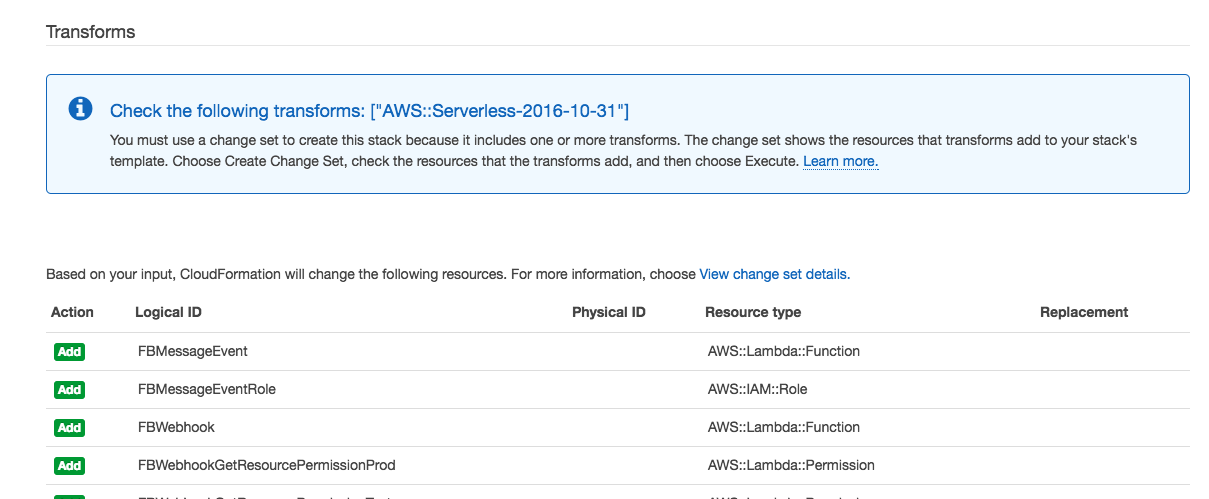 Transforms
Check the following transforms: ["AWS::Serverless-2016-10-31"]
You must use a change set to create this stack because it includes one or more transforms. The change set shows the resources that transforms add to your stack's
template. Choose Create Change Set, check the resources that the transforms add, and then choose Execute. Learn more.
Based on your input, CloudFormation will change the following resources. For more information, choose View change set details.
Action Logical ID Physical ID Resource type Replacement
Add FBMessageEvent AWS::Lambda::Function
Add FBMessageEventRole AWS::IAM::Role
Add FBWebhook AWS::Lambda::Function
Add FBWebhookGetResourcePermissionProd AWS::Lambda::Permission